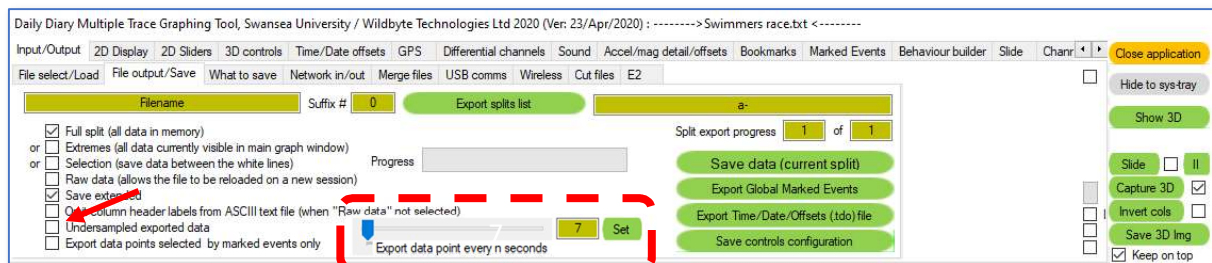 Daily Diary Multiple Trace Graphing Tool, Swansea University / Wildbyte Technologies Ltd 2020 (Ver: 23/Apr/2020) : -------->Swimmers race.txt <--------
Input/Output 2D Display 2D Sliders 3D controls Time/Date offsets GPS Differential channels Sound Accel/mag detail/offsets Bookmarks Marked Events Behaviour builder Slide Chanr
Close application
File select/Load File output/Save What to save Network in/out Merge files USB comms Wireless Cut files E2
Hide to sys-tray
Filename Suffix # 0 Export splits list a-
Show 3D
Full split (all data in memory)
Split export progress 1 of 1
or Extremes (all data currently visible in main graph window)
or Selection (save data between the white lines)
Progress
Save data (current split)
Slide II
Raw data (allows the file to be reloaded on a new session)
Export Global Marked Events
Capture 3D
Save extended
Omit column header labels from ASCIII text file (when "Raw data" not selected)
Export Time/Date/Offsets (.tdo) file
Invert cols
Undersampled exported data
7 7 Set
Save controls configuration
Save 3D Img
Export data points selected by marked events only
Export data point every n seconds
Keep on top